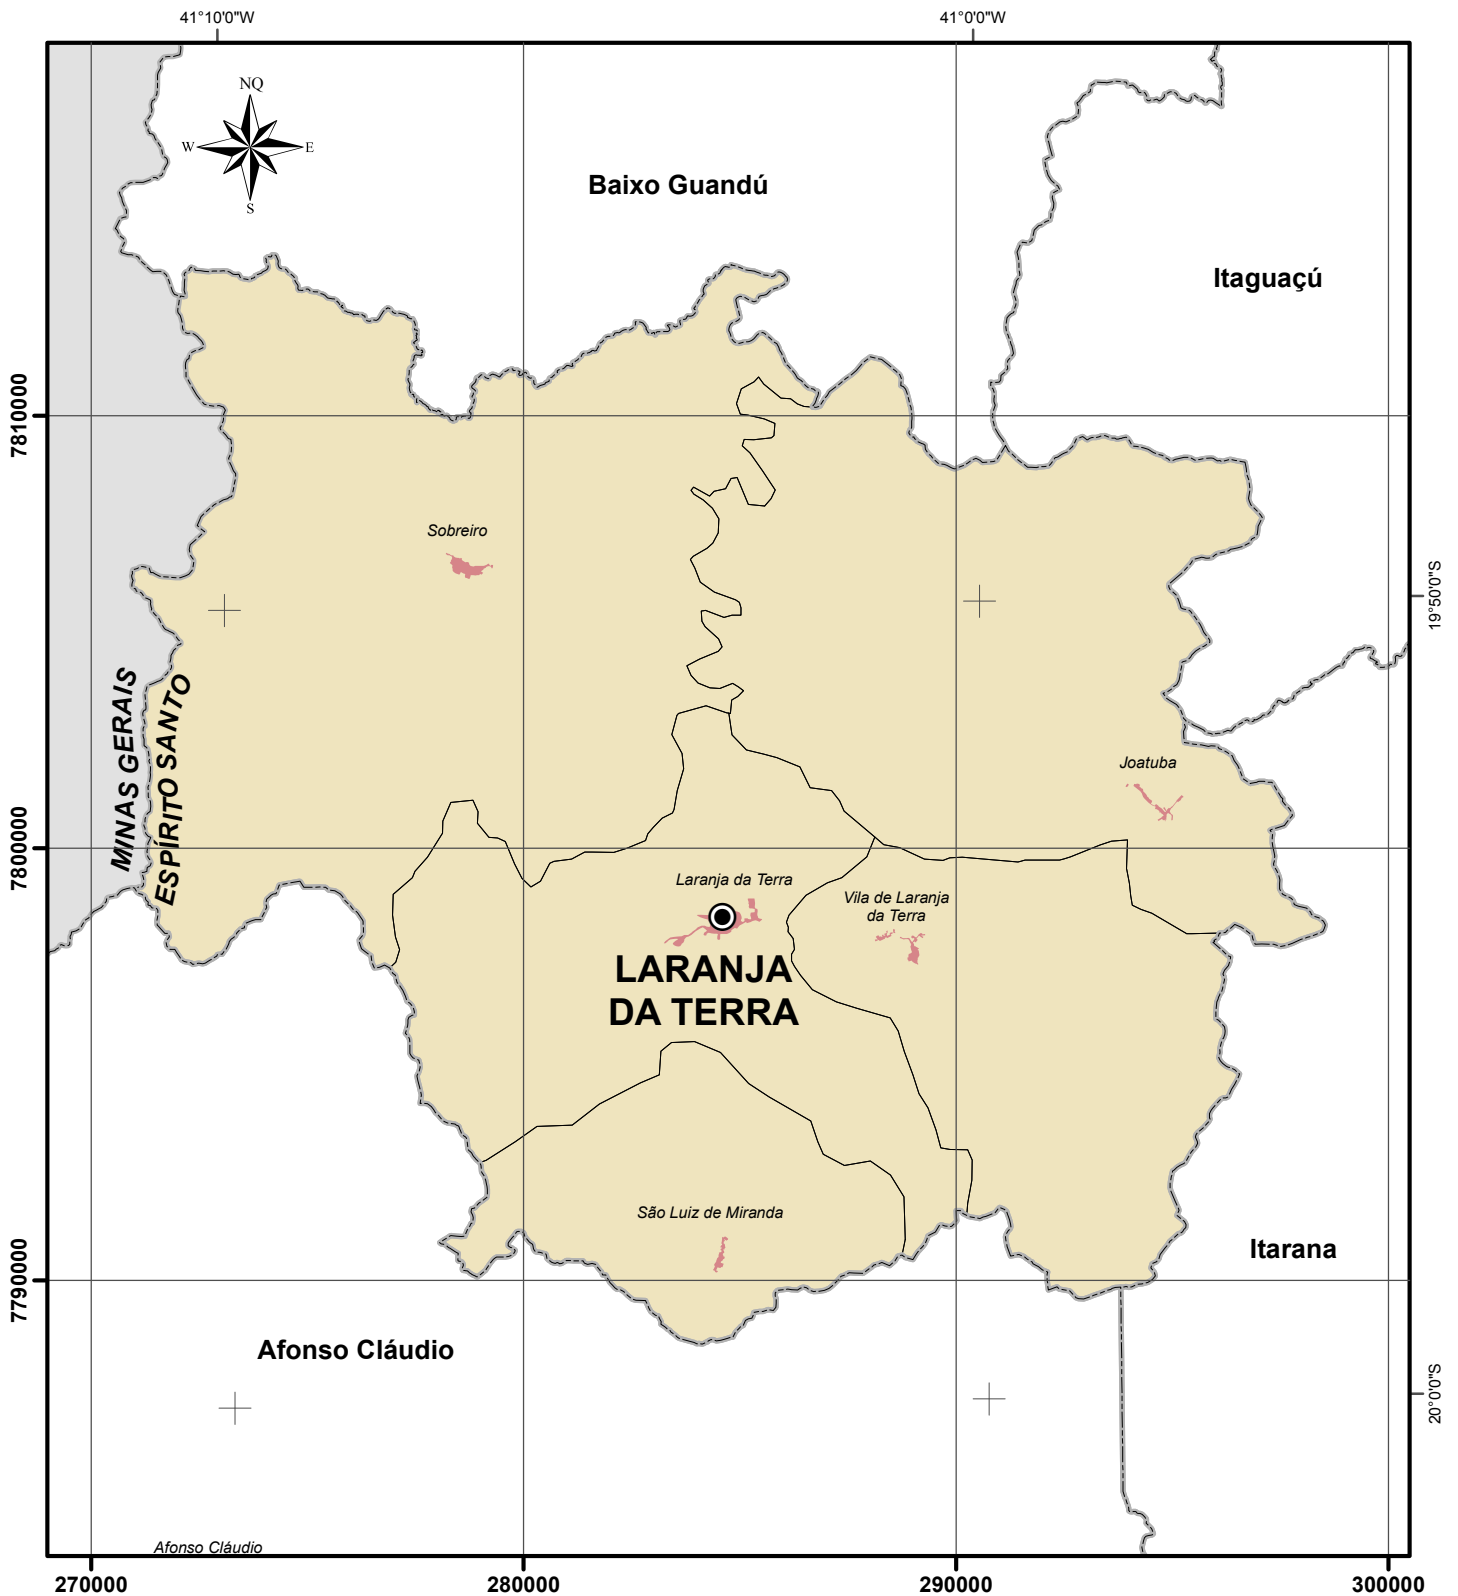 41°10'0"W
41°0'0"W
NQ
W
E
S
Baixo Guandú
Itaguaçú
7810000
Sobreiro
19°50'0"S
MINAS GERAIS
ESPÍRITO SANTO
Joatuba
7800000
Laranja da Terra
Vila de Laranja
da Terra
LARANJA
DA TERRA
São Luiz de Miranda
Itarana
7790000
Afonso Cláudio
20°0'0"S
Afonso Cláudio
270000
280000
290000
300000